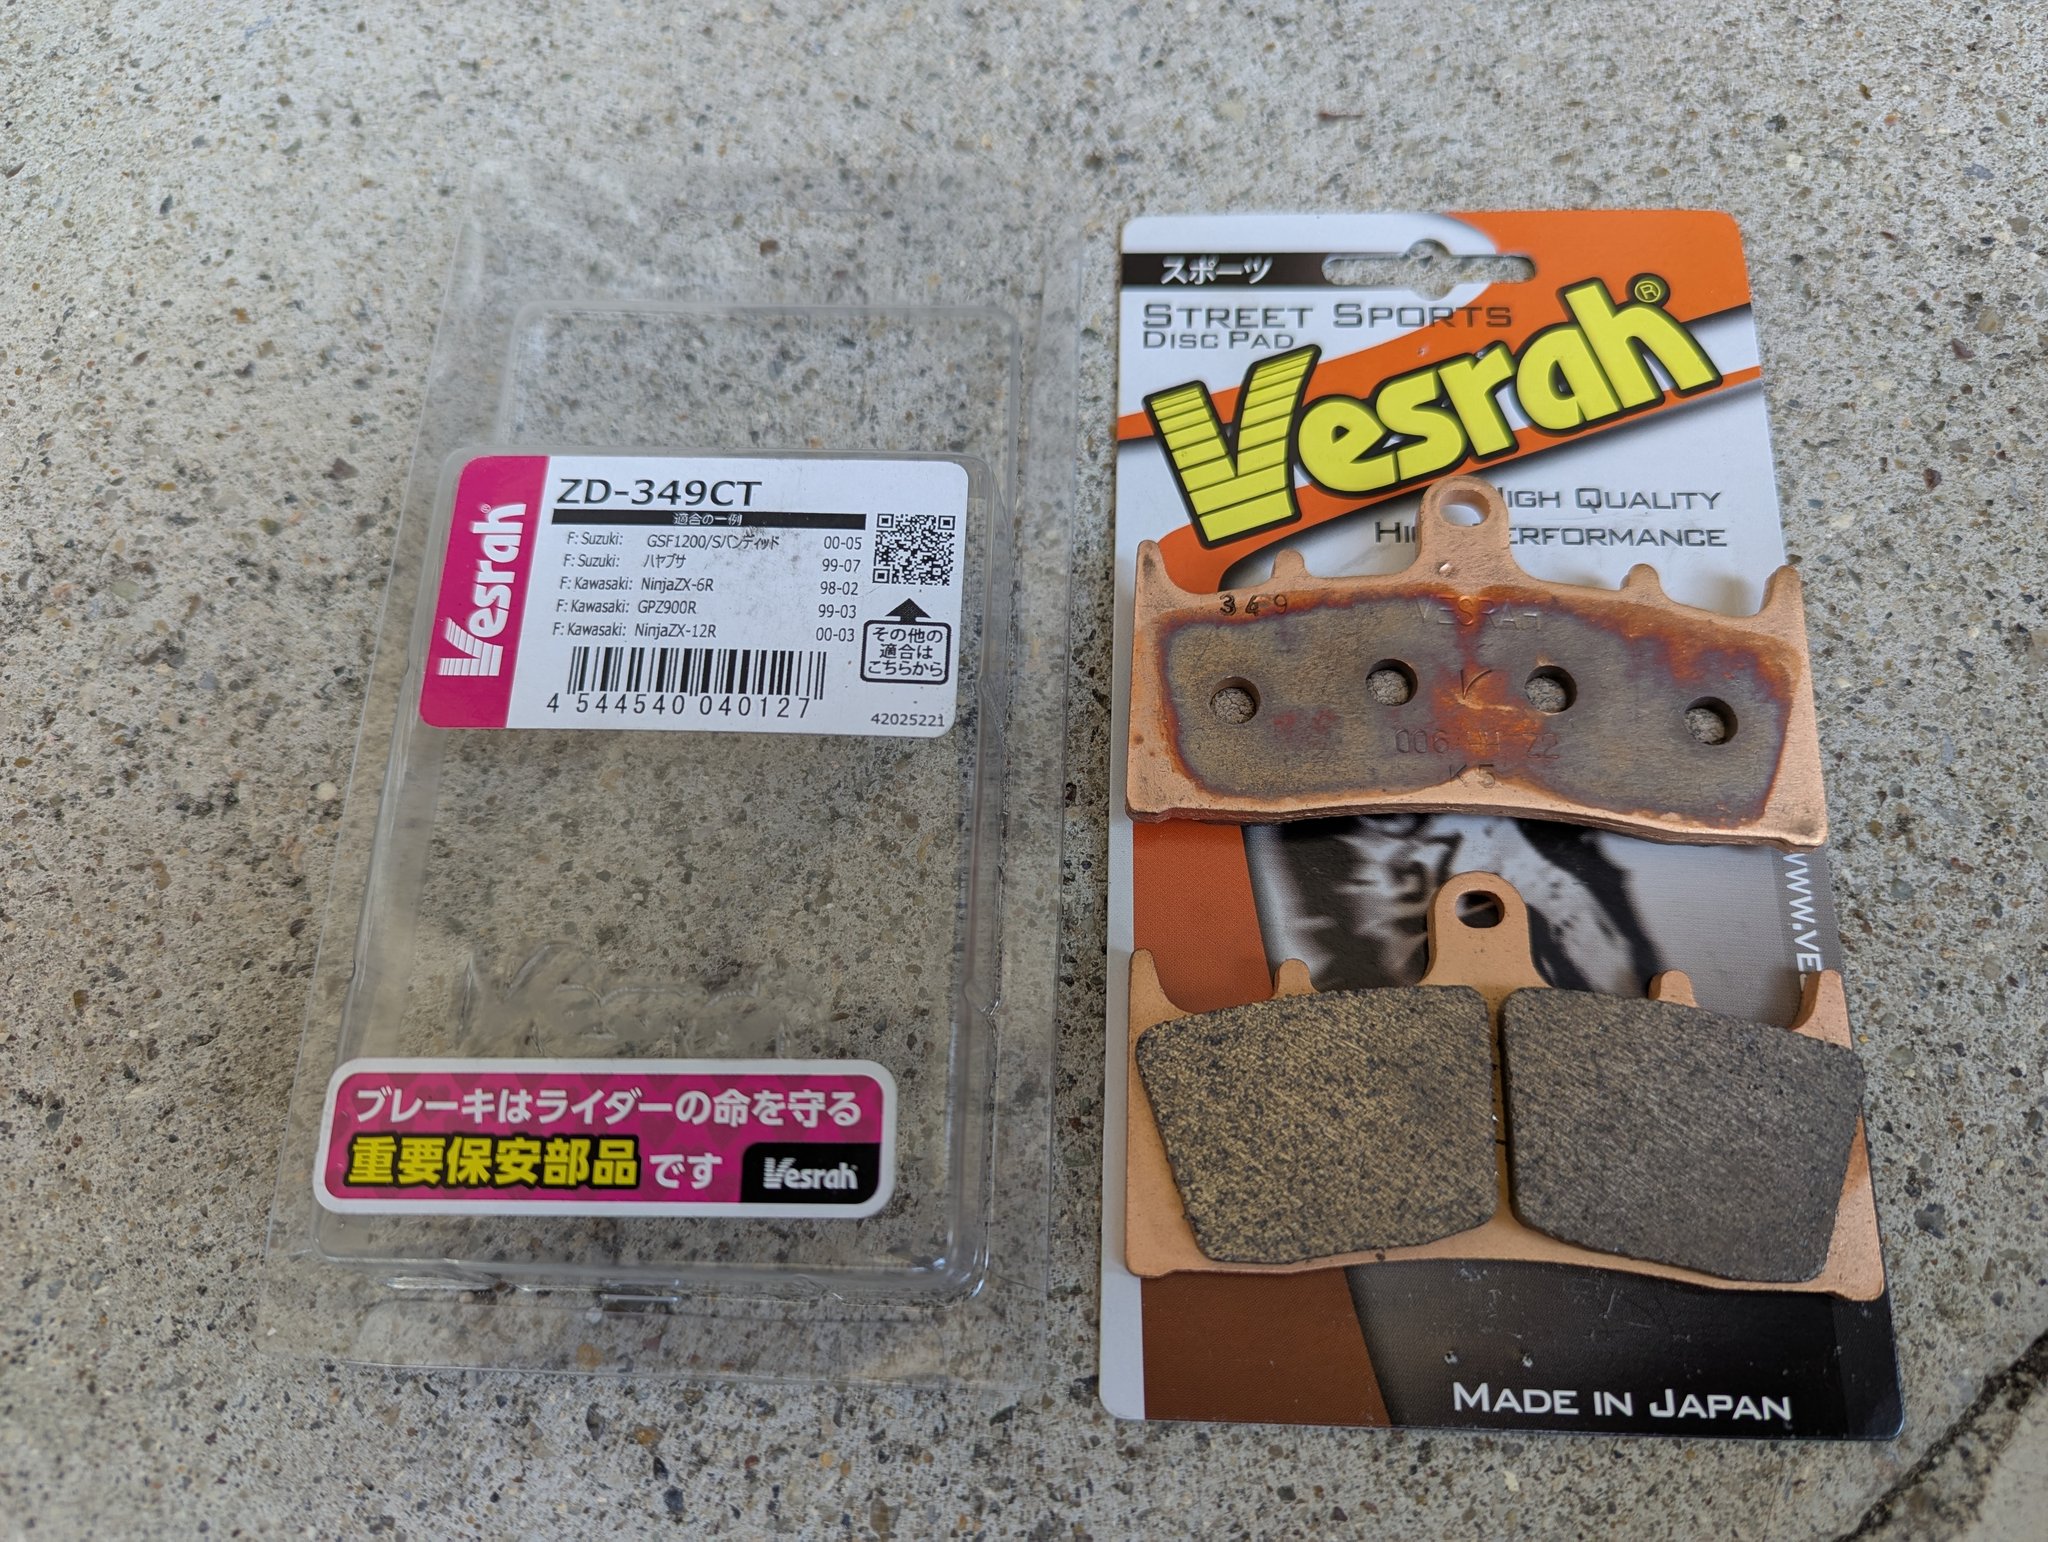 Vesrah®
ZD-349CT
適合の一例
F: Suzuki: GSF1200/Sバンディッド 00-05
F: Suzuki: ハヤブサ 99-07
F: Kawasaki: NinjaZX-6R 98-02
F: Kawasaki: GPZ900R 99-03
F: Kawasaki: NinjaZX-12R 00-03
その他の
適合は
こちらから
4 544540 040127
42025221
ブレーキはライダーの命を守る
重要保安部品です
Vesrah
スポーツ
STREET SPORTS
DISC PAD
Vesrah®
HIGH QUALITY
PERFORMANCE
349 VESRAH
K5
MADE IN JAPAN